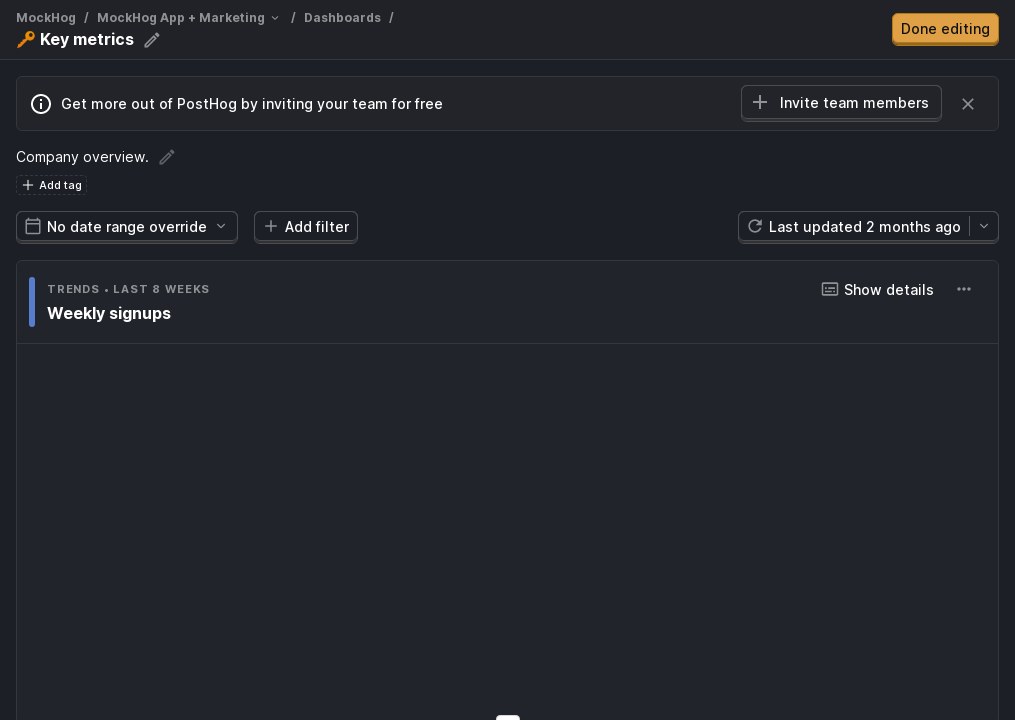 MockHog / MockHog App + Marketing / Dashboards /
🔑 Key metrics
Done editing
Get more out of PostHog by inviting your team for free
Invite team members
Company overview.
Add tag
No date range override
Add filter
Last updated 2 months ago
TRENDS • LAST 8 WEEKS
Show details
Weekly signups